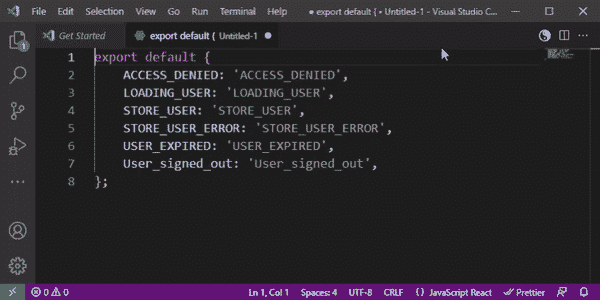 File Edit Selection View Go Run Terminal Help • export default { • Untitled-1 - Visual Studio C...
Get Started export default { Untitled-1 ●
1 export default {
2 ACCESS_DENIED: 'ACCESS_DENIED',
3 LOADING_USER: 'LOADING_USER',
4 STORE_USER: 'STORE_USER',
5 STORE_USER_ERROR: 'STORE_USER_ERROR',
6 USER_EXPIRED: 'USER_EXPIRED',
7 User_signed_out: 'User_signed_out',
8 };
1
0 0 Ln 1, Col 1 Spaces: 4 UTF-8 CRLF {} JavaScript React Prettier